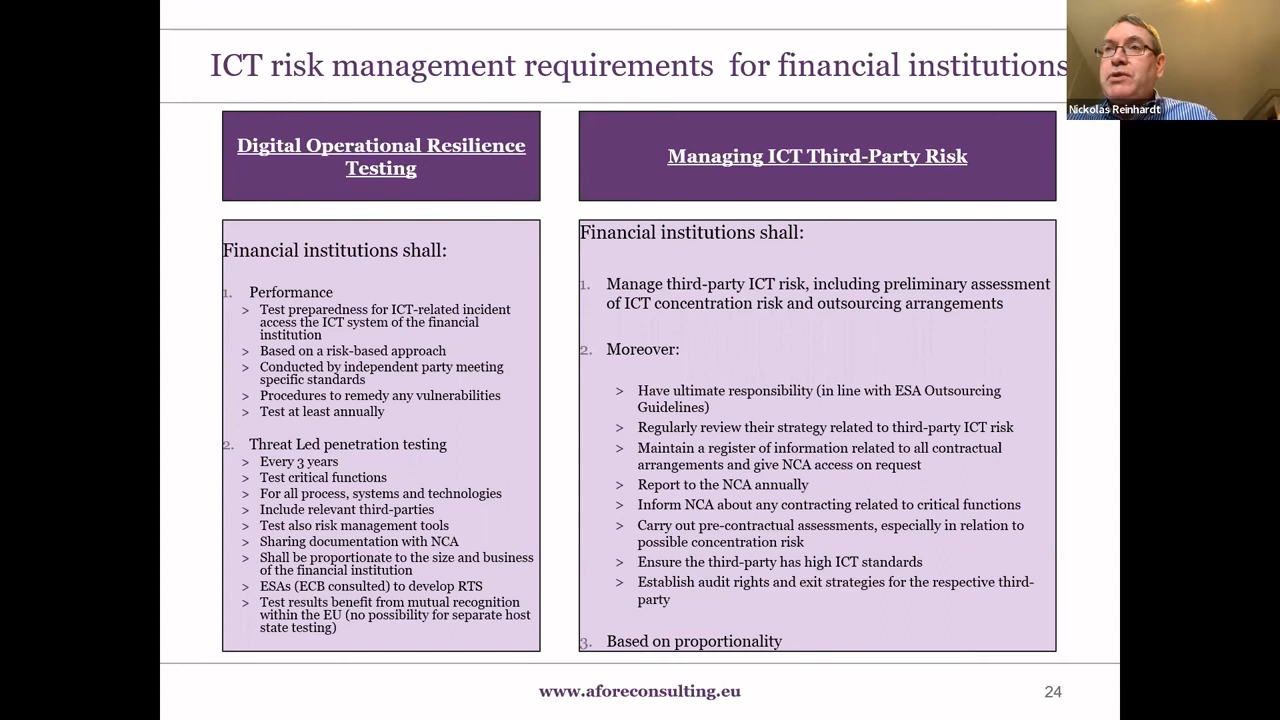 ICT risk management requirements  for financial institutions
Nickolas Reinhardt
Digital Operational Resilience
Testing
Financial institutions shall:
1. Performance
> Test preparedness for ICT-related incident
access the ICT system of the financial
institution
> Based on a risk-based approach
> Conducted by independent party meeting
specific standards
> Procedures to remedy any vulnerabilities
> Test at least annually
2. Threat Led penetration testing
> Every 3 years
> Test critical functions
> For all process, systems and technologies
> Include relevant third-parties
> Test also risk management tools
> Sharing documentation with NCA
> Shall be proportionate to the size and business
of the financial institution
> ESAs (ECB consulted) to develop RTS
> Test results benefit from mutual recognition
within the EU (no possibility for separate host
state testing)
Managing ICT Third-Party Risk
Financial institutions shall:
1. Manage third-party ICT risk, including preliminary assessment
of ICT concentration risk and outsourcing arrangements
2. Moreover:
> Have ultimate responsibility (in line with ESA Outsourcing
Guidelines)
> Regularly review their strategy related to third-party ICT risk
> Maintain a register of information related to all contractual
arrangements and give NCA access on request
> Report to the NCA annually
> Inform NCA about any contracting related to critical functions
> Carry out pre-contractual assessments, especially in relation to
possible concentration risk
> Ensure the third-party has high ICT standards
> Establish audit rights and exit strategies for the respective third-
party
3. Based on proportionality
www.aforeconsulting.eu
24